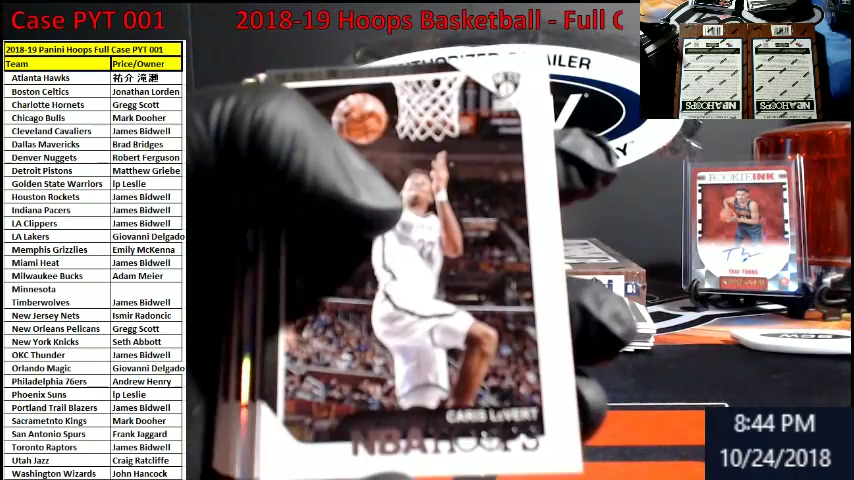 Case PYT 001
2018-19 Hoops Basketball - Full C
2018-19 Panini Hoops Full Case PYT 001
Team Price/Owner
Atlanta Hawks 祐介 滝瀬
Boston Celtics Jonathan Lorden
Charlotte Hornets Gregg Scott
Chicago Bulls Mark Dooher
Cleveland Cavaliers James Bidwell
Dallas Mavericks Brad Bridges
Denver Nuggets Robert Ferguson
Detroit Pistons Matthew Griebe
Golden State Warriors lp Leslie
Houston Rockets James Bidwell
Indiana Pacers James Bidwell
LA Clippers James Bidwell
LA Lakers Giovanni Delgado
Memphis Grizzlies Emily McKenna
Miami Heat James Bidwell
Milwaukee Bucks Adam Meier
Minnesota
Timberwolves James Bidwell
New Jersey Nets Ismir Radoncic
New Orleans Pelicans Gregg Scott
New York Knicks Seth Abbott
OKC Thunder James Bidwell
Orlando Magic Giovanni Delgado
Philadelphia 76ers Andrew Henry
Phoenix Suns lp Leslie
Portland Trail Blazers James Bidwell
Sacrametnto Kings Mark Dooher
San Antonio Spurs Frank Jaggard
Toronto Raptors James Bidwell
Utah Jazz Craig Ratcliffe
Washington Wizards John Hancock
CARIS LeVERT
NBA HOOPS
ROOKIE INK
TRAE YOUNG
NBA HOOPS
NBA HOOPS
8:44 PM
10/24/2018